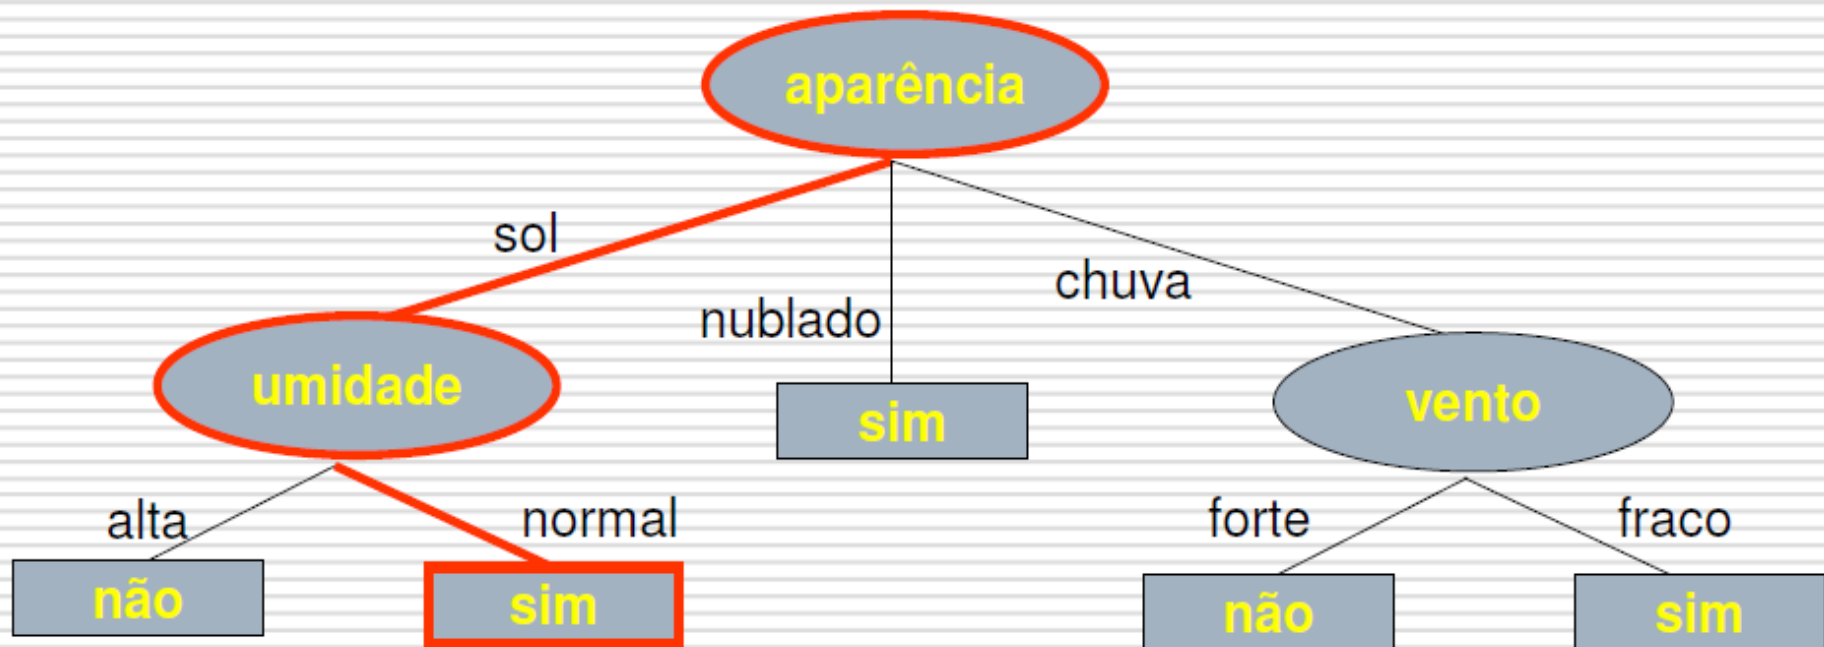 aparência
sol
nublado
chuva
umidade
sim
vento
alta
normal
forte
fraco
não
sim
não
sim